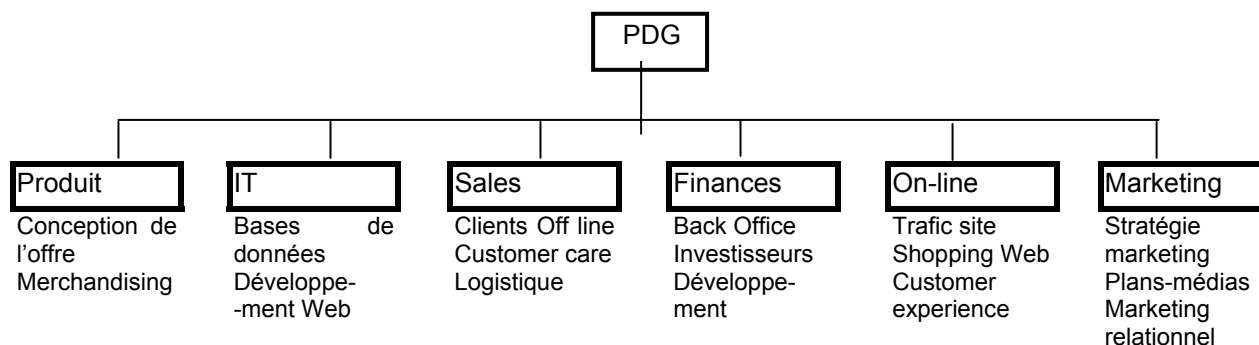 PDG
Produit
Conception de
l’offre
Merchandising
IT
Bases de
données
Développe-
-ment Web
Sales
Clients Off line
Customer care
Logistique
Finances
Back Office
Investisseurs
Développe-
ment
On-line
Trafic site
Shopping Web
Customer
experience
Marketing
Stratégie
marketing
Plans-médias
Marketing
relationnel